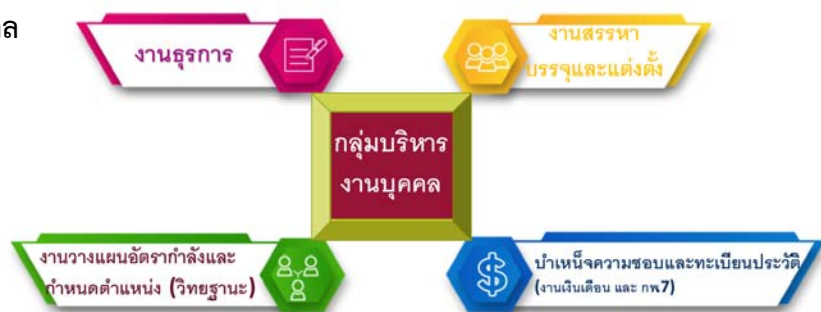 งานธุรการ
งานสรรหา
บรรจุและแต่งตั้ง
กลุ่มบริหาร
งานบุคคล
งานวางแผนอัตรากำลังและ
กำหนดตำแหน่ง (วิทยฐานะ)
บำเหน็จความชอบและทะเบียนประวัติ
(งานเงินเดือน และ กพ7)